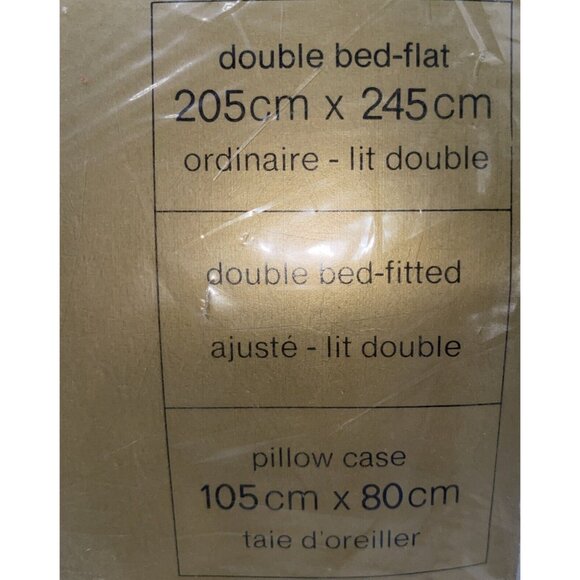 double bed-flat
205cm x 245cm
ordinaire - lit double
double bed-fitted
ajusté - lit double
pillow case
105cm x 80cm
taie d'oreiller